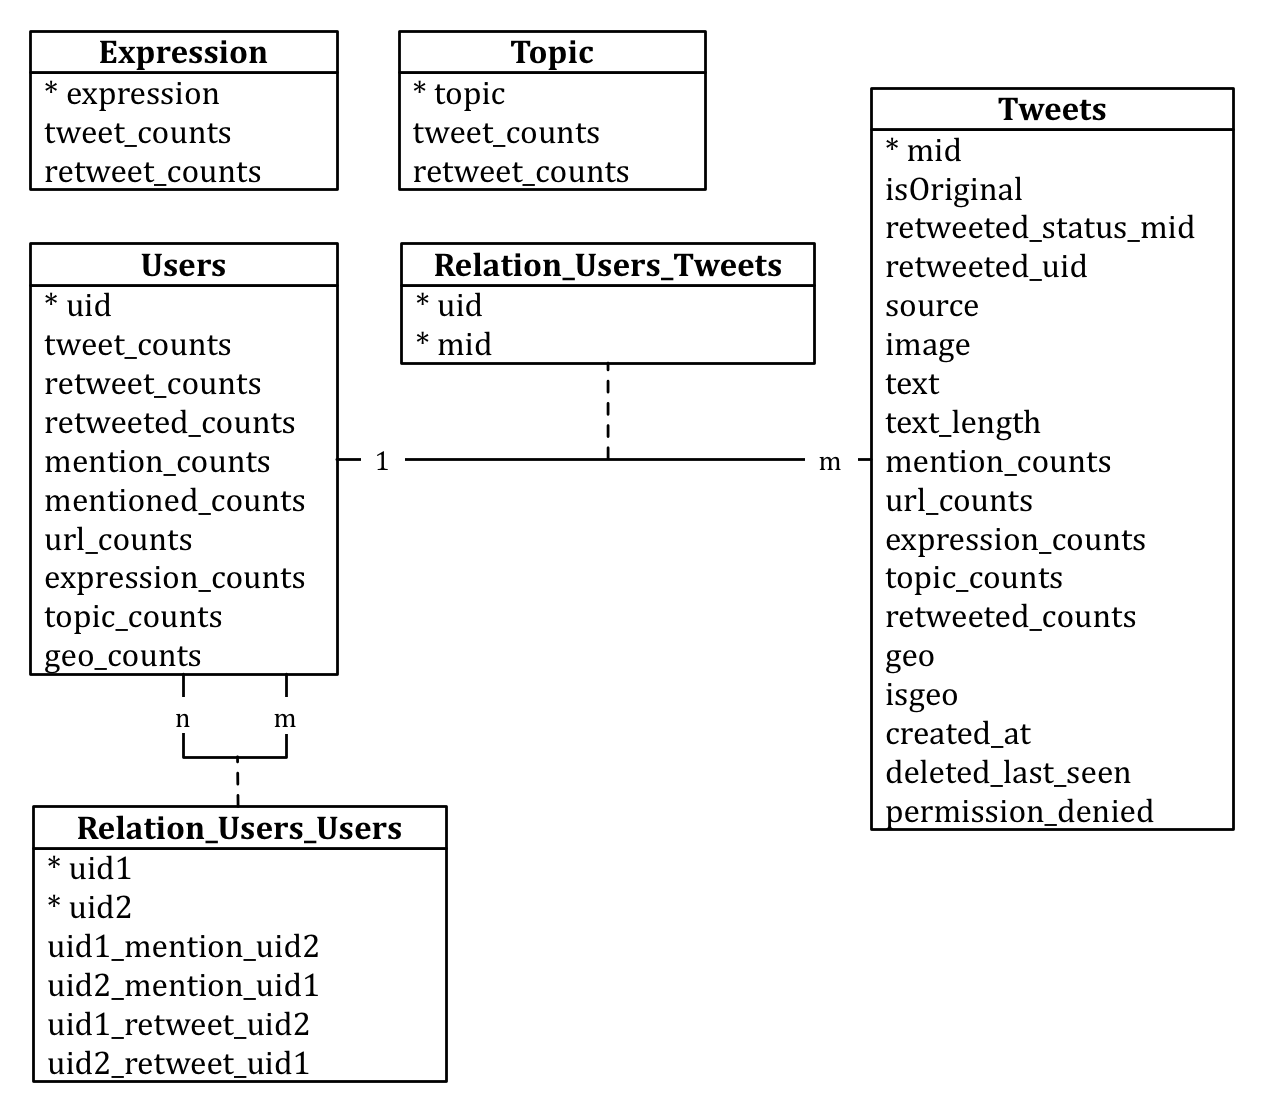 Expression
* expression
tweet_counts
retweet_counts
Topic
* topic
tweet_counts
retweet_counts
Tweets
* mid
isOriginal
retweeted_status_mid
retweeted_uid
source
image
text
text_length
mention_counts
url_counts
expression_counts
topic_counts
retweeted_counts
geo
isgeo
created_at
deleted_last_seen
permission_denied
Users
* uid
tweet_counts
retweet_counts
retweeted_counts
mention_counts
mentioned_counts
url_counts
expression_counts
topic_counts
geo_counts
Relation_Users_Tweets
* uid
* mid
1
m
n
m
Relation_Users_Users
* uid1
* uid2
uid1_mention_uid2
uid2_mention_uid1
uid1_retweet_uid2
uid2_retweet_uid1